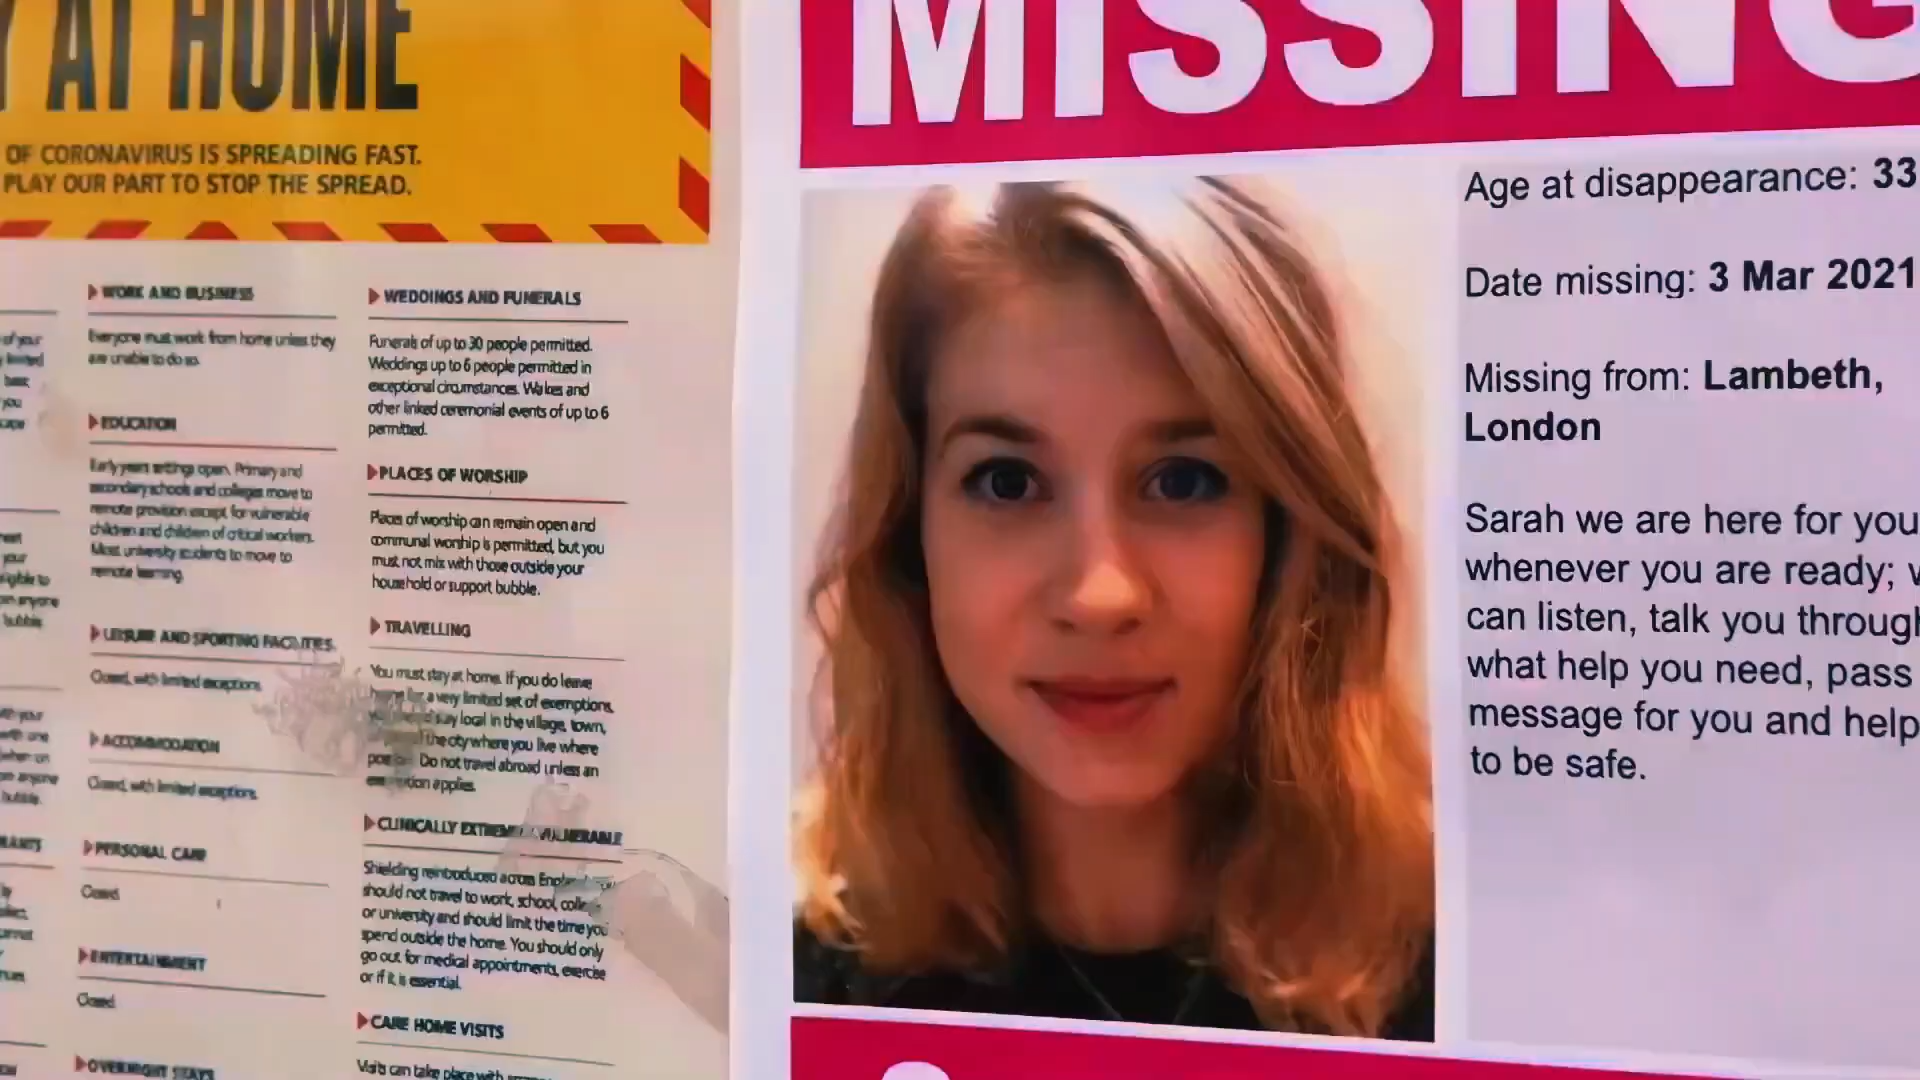 AT HOME
OF CORONAVIRUS IS SPREADING FAST.
PLAY OUR PART TO STOP THE SPREAD.
WORK AND BUSINESS
Everyone must work from home unless they
are unable to do so.
EDUCATION
Early years settings open. Primary and
secondary schools and colleges move to
remote provision except for vulnerable
children and children of critical workers.
Most university students to move to
remote learning.
LEISURE AND SPORTING FACILITIES
Closed, with limited exceptions.
ACCOMMODATION
Closed, with limited exceptions.
PERSONAL CARE
Closed.
ENTERTAINMENT
Closed.
OVERNIGHT STAYS
WEDDINGS AND FUNERALS
Funerals of up to 30 people permitted.
Weddings up to 6 people permitted in
exceptional circumstances. Wakes and
other linked ceremonial events of up to 6
permitted.
PLACES OF WORSHIP
Places of worship can remain open and
communal worship is permitted, but you
must not mix with those outside your
household or support bubble.
TRAVELLING
You must stay at home. If you do leave
home for a very limited set of exemptions,
stay local in the village, town,
the city where you live where
Do not travel abroad unless an
applies.
CLINICALLY EXTREMELY VULNERABLE
Shielding reintroduced across
should not travel to work, school,
or university and should limit the time you
spend outside the home. You should only
go out for medical appointments, exercise
or if it is essential.
CARE HOME VISITS
Visits can take place with
MISSING
Age at disappearance: 33
Date missing: 3 Mar 2021
Missing from: Lambeth,
London
Sarah we are here for you
whenever you are ready;
can listen, talk you through
what help you need, pass
message for you and help
to be safe.